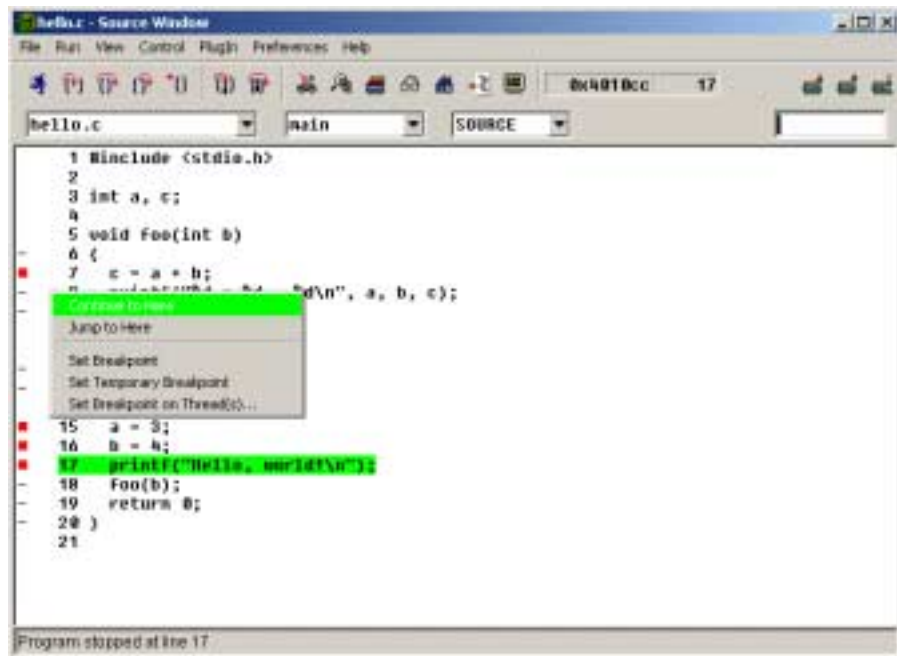 hello.c - Source Window
File Run View Control PlugIn Preferences Help
0x4010cc 17
hello.c main SOURCE
1 #include <stdio.h>
2
3 int a, c;
4
5 void foo(int b)
6 {
7 c = a + b;
d\n", a, b, c);
Continue to Here
Jump to Here
Set Breakpoint
Set Temporary Breakpoint
Set Breakpoint on Thread(s)...
15 a = 3;
16 b = 4;
17 printf("Hello, world!\n");
18 foo(b);
19 return 0;
20 }
21
Program stopped at line 17